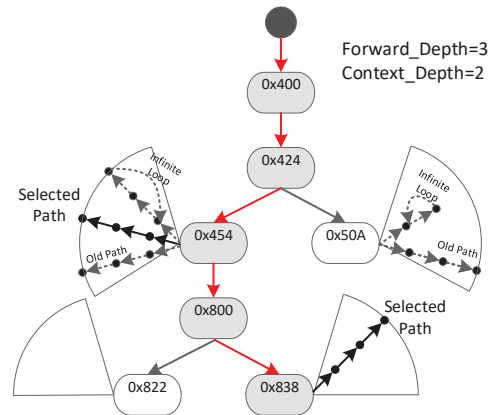 Forward_Depth=3
Context_Depth=2
0x400
0x424
Infinite
Loop
Selected
Path
Old Path
0x454
0x50A
Infinite
Loop
Old Path
0x800
Selected
Path
0x822
0x838